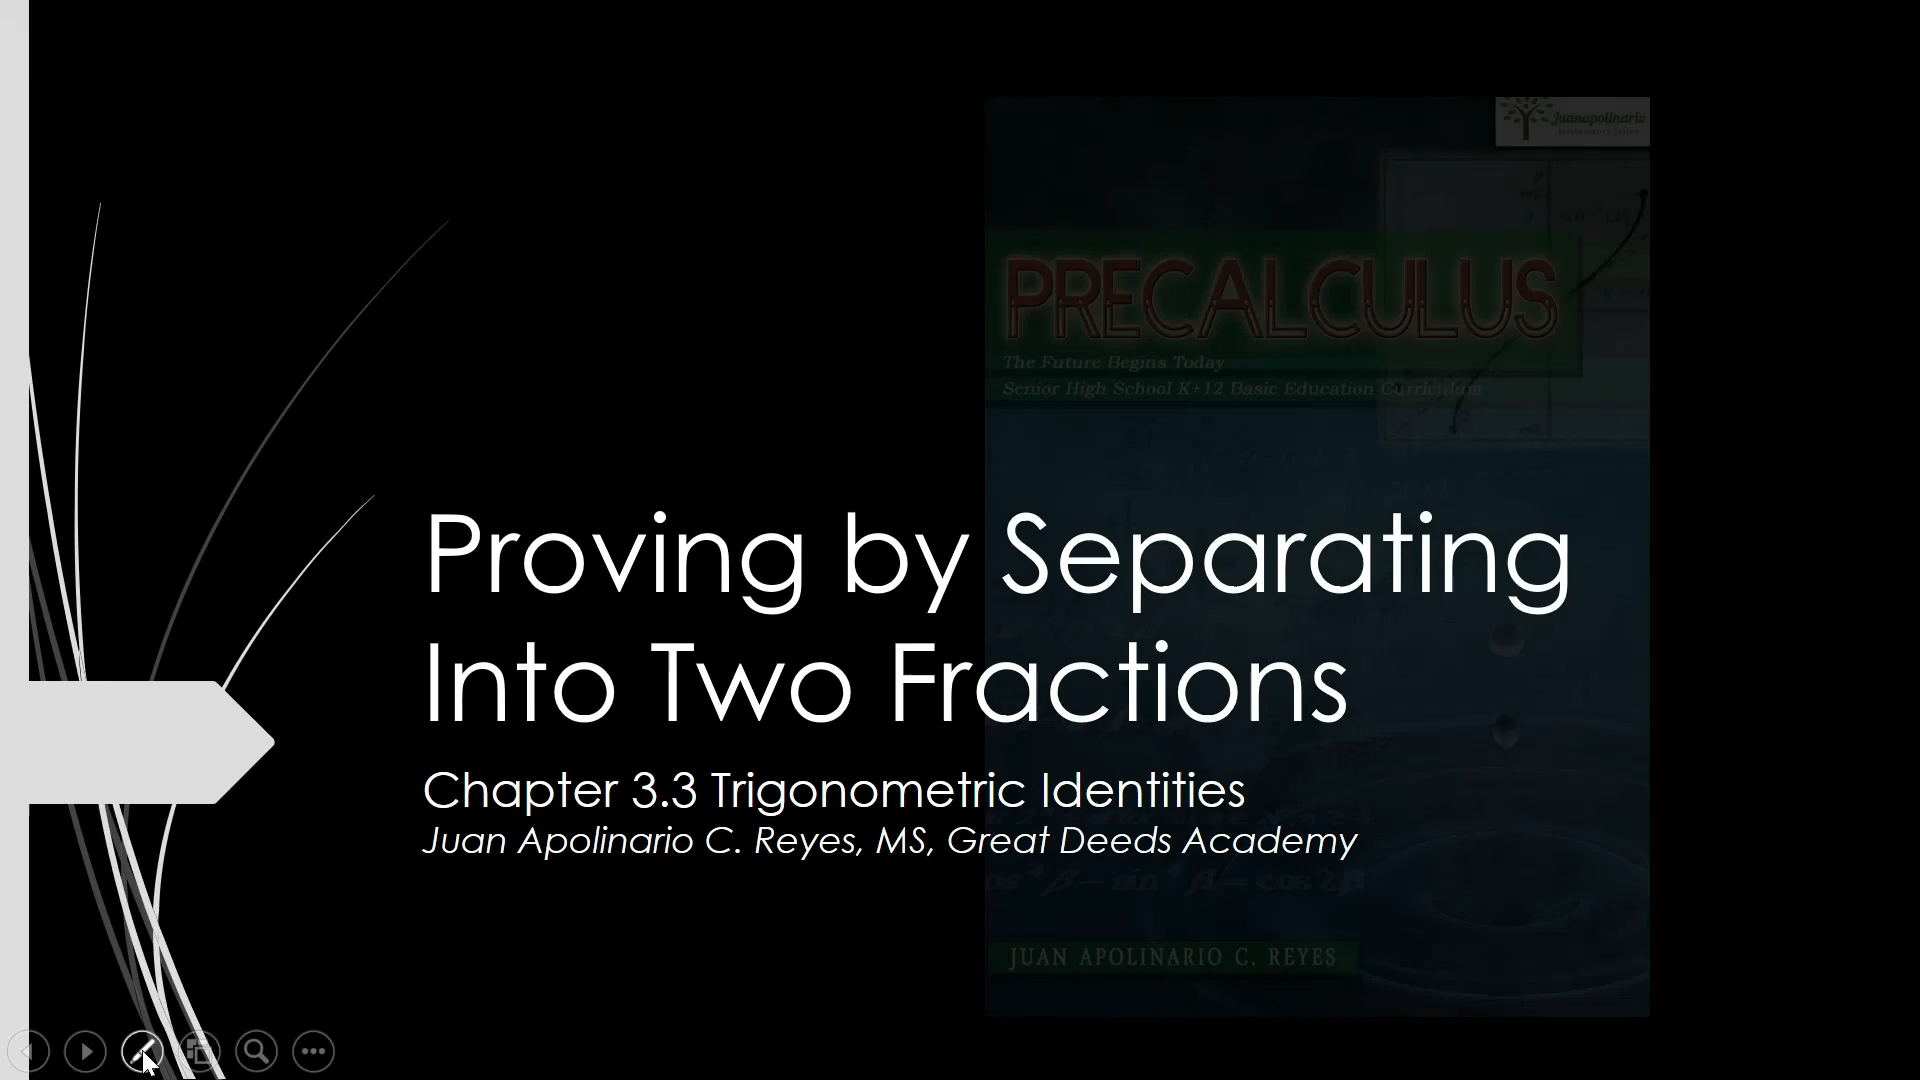 Juanapolinario
PRECALCULUS
The Future Begins Today
Senior High School K+12 Basic Education Curriculum
Proving by Separating
Into Two Fractions
Chapter 3.3 Trigonometric Identities
Juan Apolinario C. Reyes, MS, Great Deeds Academy
JUAN APOLINARIO C. REYES